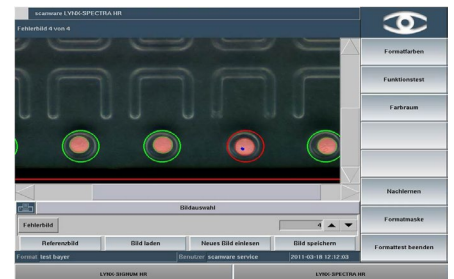 scanware LYNX-SPECTRA HR
Fehlerbild 4 von 4
Formatfarben
Funktionstest
Farbraum
Nachlernen
Formatmaske
Formattest beenden
Bildauswahl
Fehlerbild
4
Referenzbild Bild laden Neues Bild einlesen Bild speichern
Format test bayer Benutzer scanware service 2011-03-18 12:12:03
LYNX-SIGNUM HR LYNX-SPECTRA HR